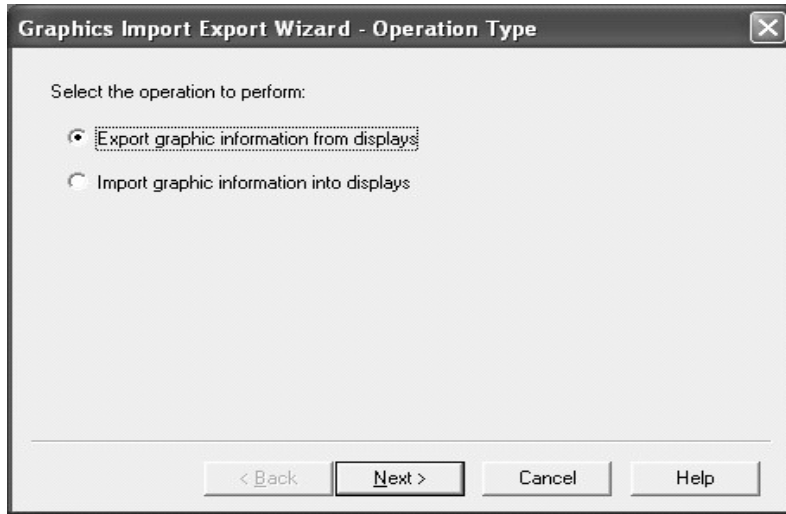 Graphics Import Export Wizard - Operation Type
Select the operation to perform:
Export graphic information from displays
Import graphic information into displays
< Back Next > Cancel Help